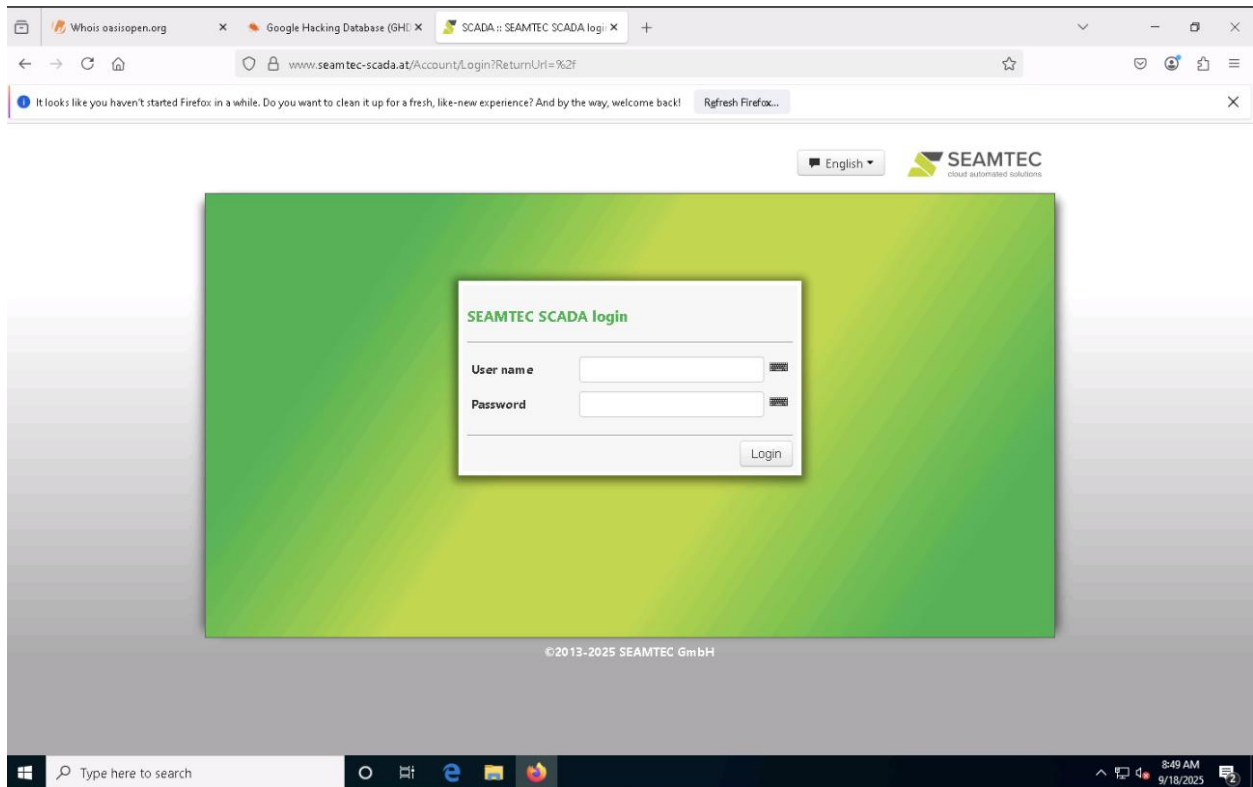 Whois oasisopen.org
Google Hacking Database (GHD
SCADA :: SEAMTEC SCADA logi
www.seamtec-scada.at/Account/Login?ReturnUrl=%2f
It looks like you haven't started Firefox in a while. Do you want to clean it up for a fresh, like-new experience? And by the way, welcome back! Refresh Firefox...
English
SEAMTEC
cloud automated solutions
SEAMTEC SCADA login
User name
Password
Login
©2013-2025 SEAMTEC GmbH
Type here to search
8:49 AM
9/18/2025
2